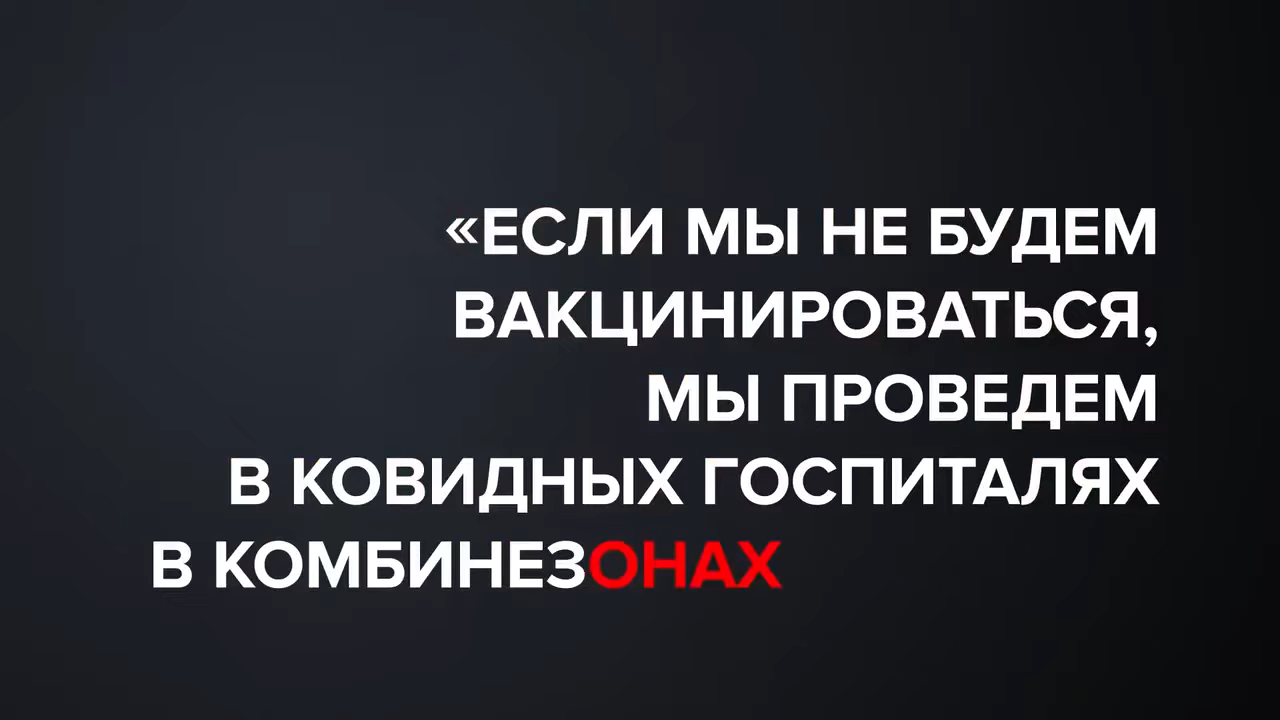 «ЕСЛИ МЫ НЕ БУДЕМ
ВАКЦИНИРОВАТЬСЯ,
МЫ ПРОВЕДЕМ
В КОВИДНЫХ ГОСПИТАЛЯХ
В КОМБИНЕЗОНАХ